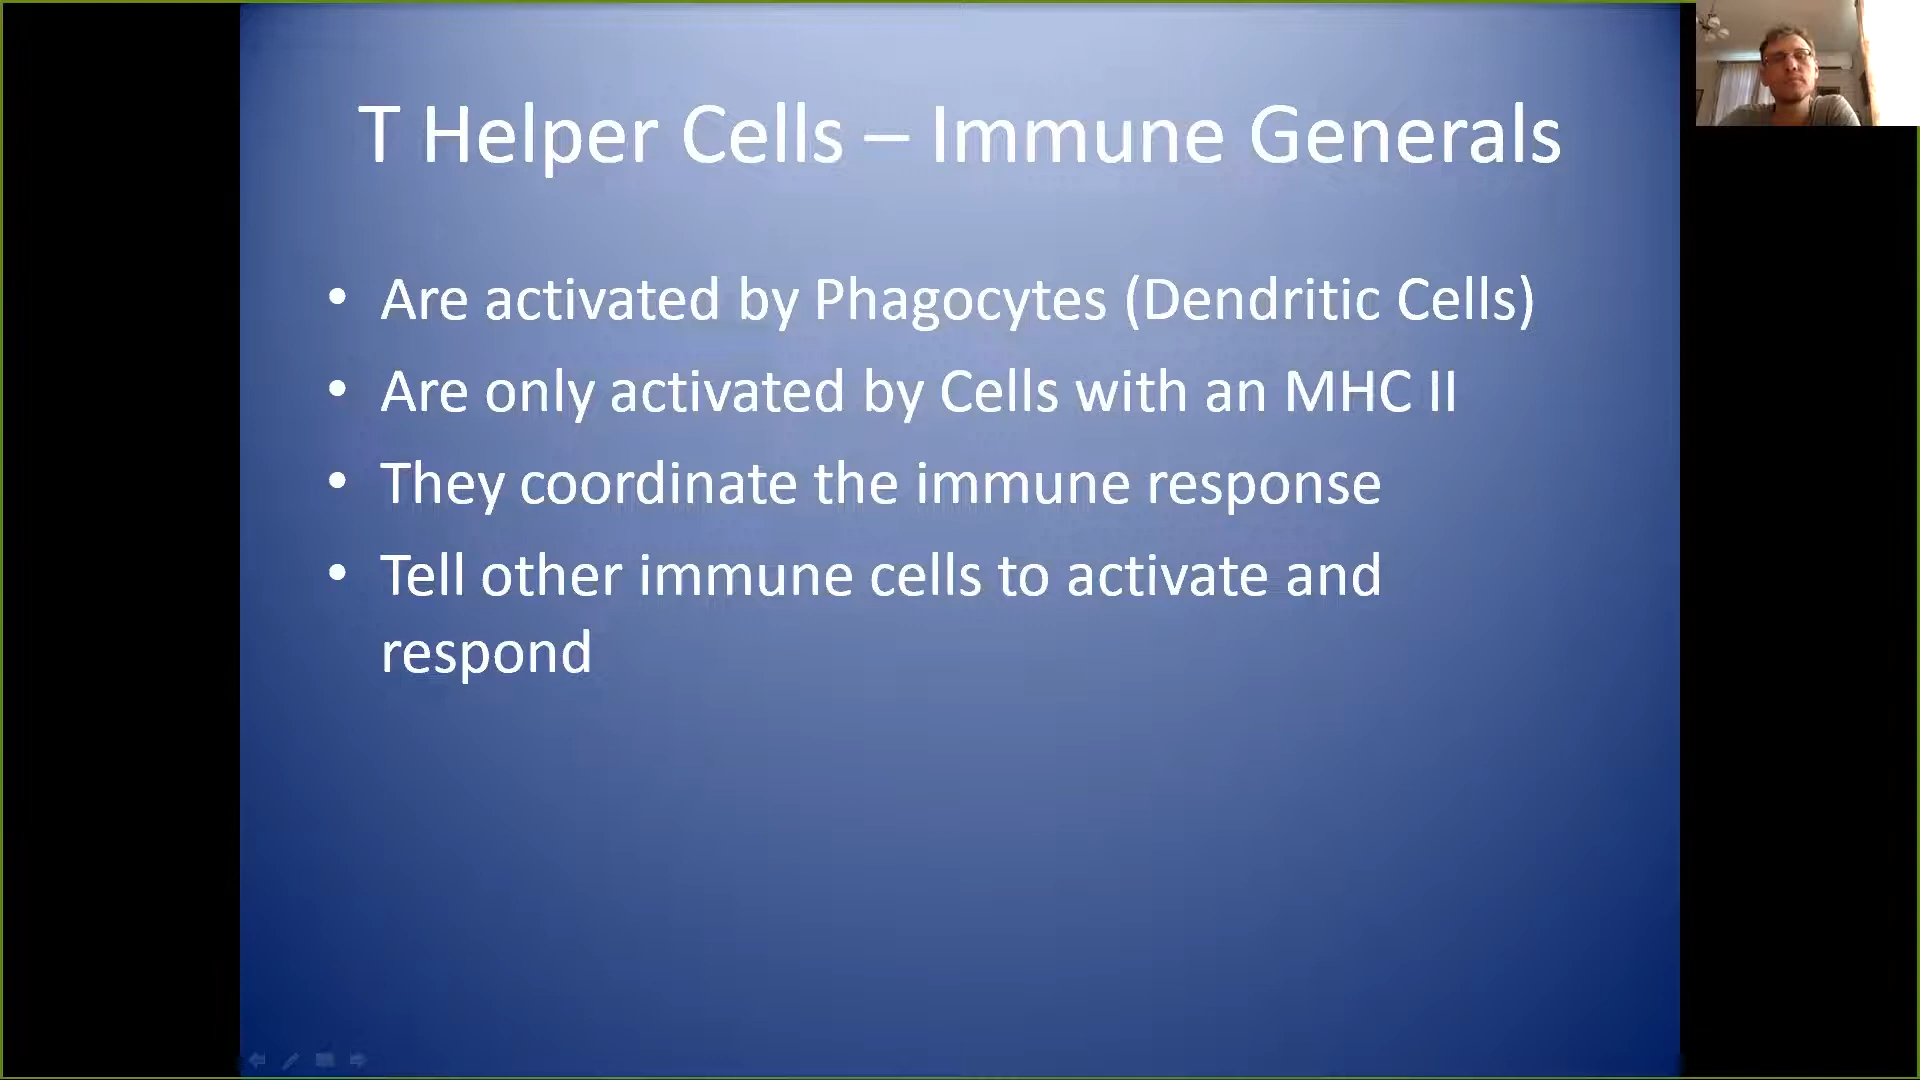 T Helper Cells – Immune Generals
• Are activated by Phagocytes (Dendritic Cells)
• Are only activated by Cells with an MHC II
• They coordinate the immune response
• Tell other immune cells to activate and
respond